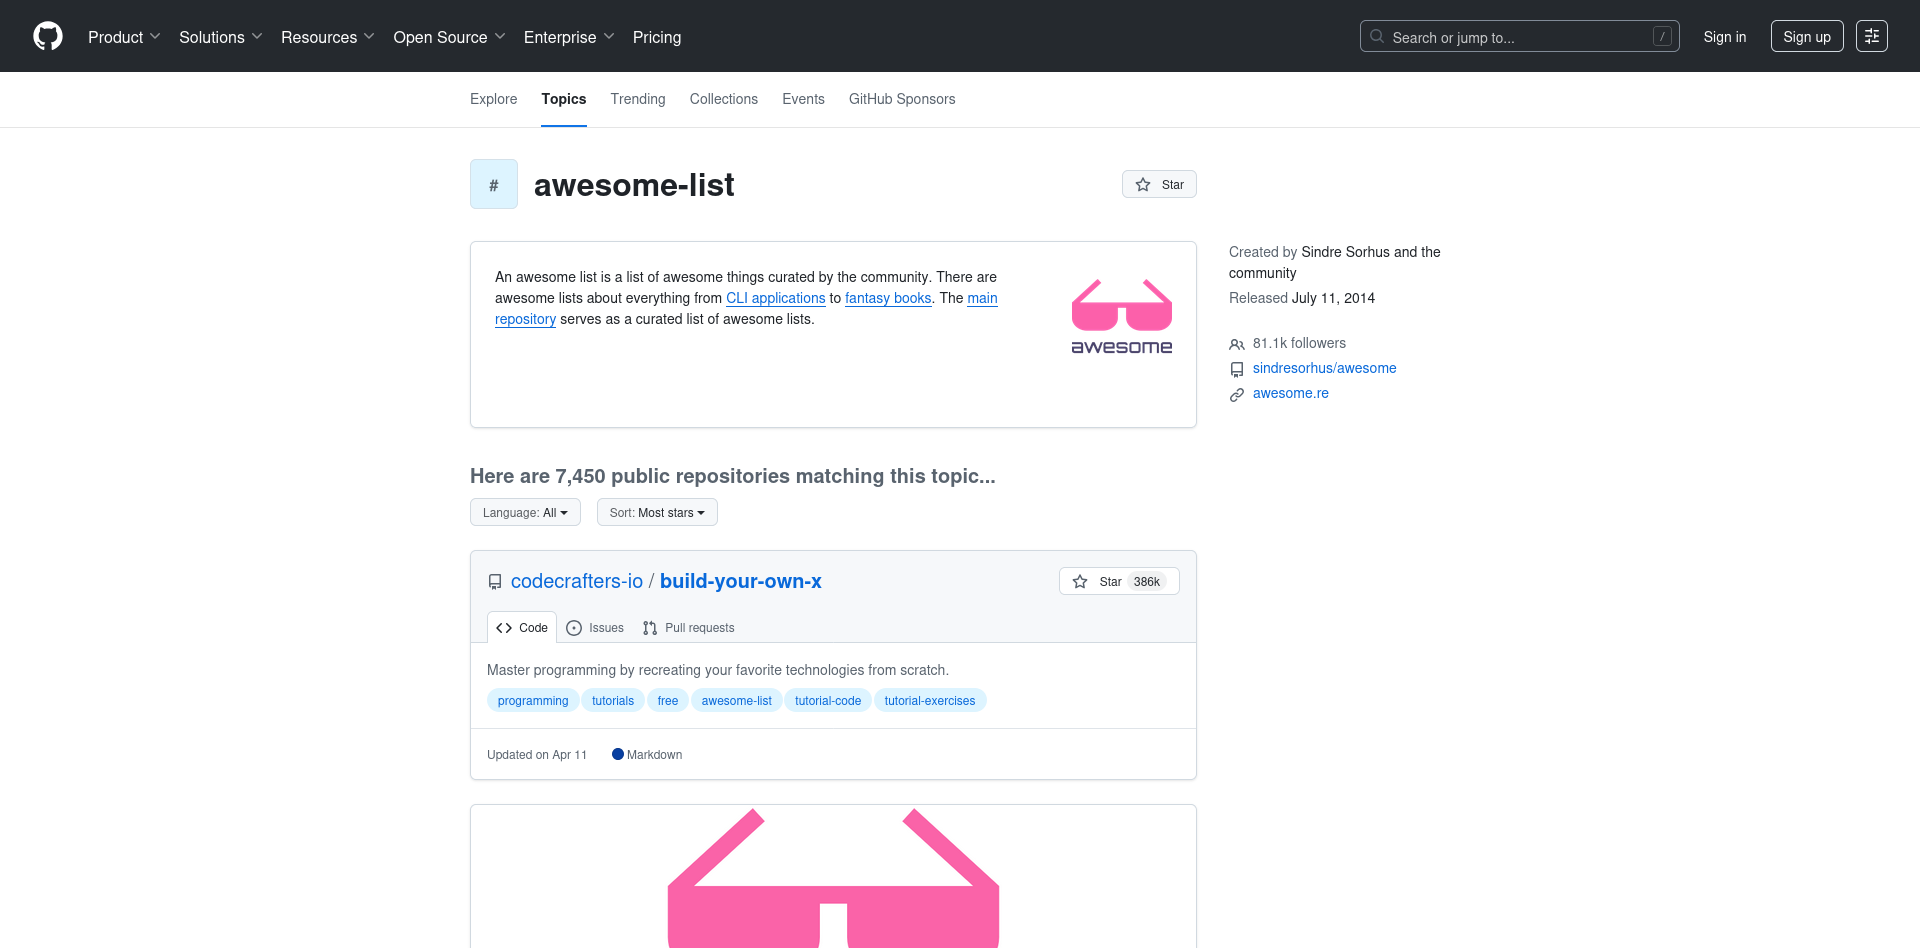 Product Solutions Resources Open Source Enterprise Pricing Search or jump to... / Sign in Sign up
Explore Topics Trending Collections Events GitHub Sponsors
# awesome-list Star
An awesome list is a list of awesome things curated by the community. There are
awesome lists about everything from CLI applications to fantasy books. The main
repository serves as a curated list of awesome lists.
awesome
Created by Sindre Sorhus and the
community
Released July 11, 2014
81.1k followers
sindresorhus/awesome
awesome.re
Here are 7,450 public repositories matching this topic...
Language: All Sort: Most stars
codecrafters-io / build-your-own-x Star 386k
Code Issues Pull requests
Master programming by recreating your favorite technologies from scratch.
programming tutorials free awesome-list tutorial-code tutorial-exercises
Updated on Apr 11 Markdown